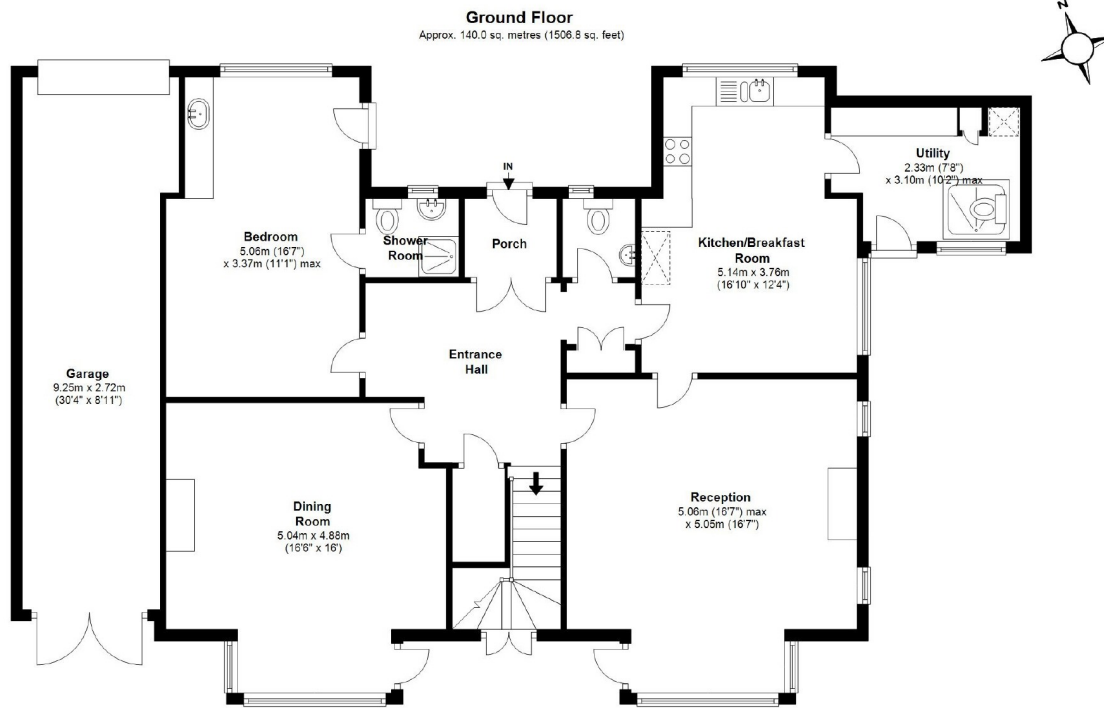 Ground Floor
Approx. 140.0 sq. metres (1506.8 sq. feet)
N
IN
Utility
2.33m (7'8")
x 3.10m (10'2") max
Bedroom
5.06m (16'7")
x 3.37m (11'1") max
Shower
Room
Porch
Kitchen/Breakfast
Room
5.14m x 3.76m
(16'10" x 12'4")
Entrance
Hall
Garage
9.25m x 2.72m
(30'4" x 8'11")
Dining
Room
5.04m x 4.88m
(16'6" x 16')
Reception
5.06m (16'7") max
x 5.05m (16'7")